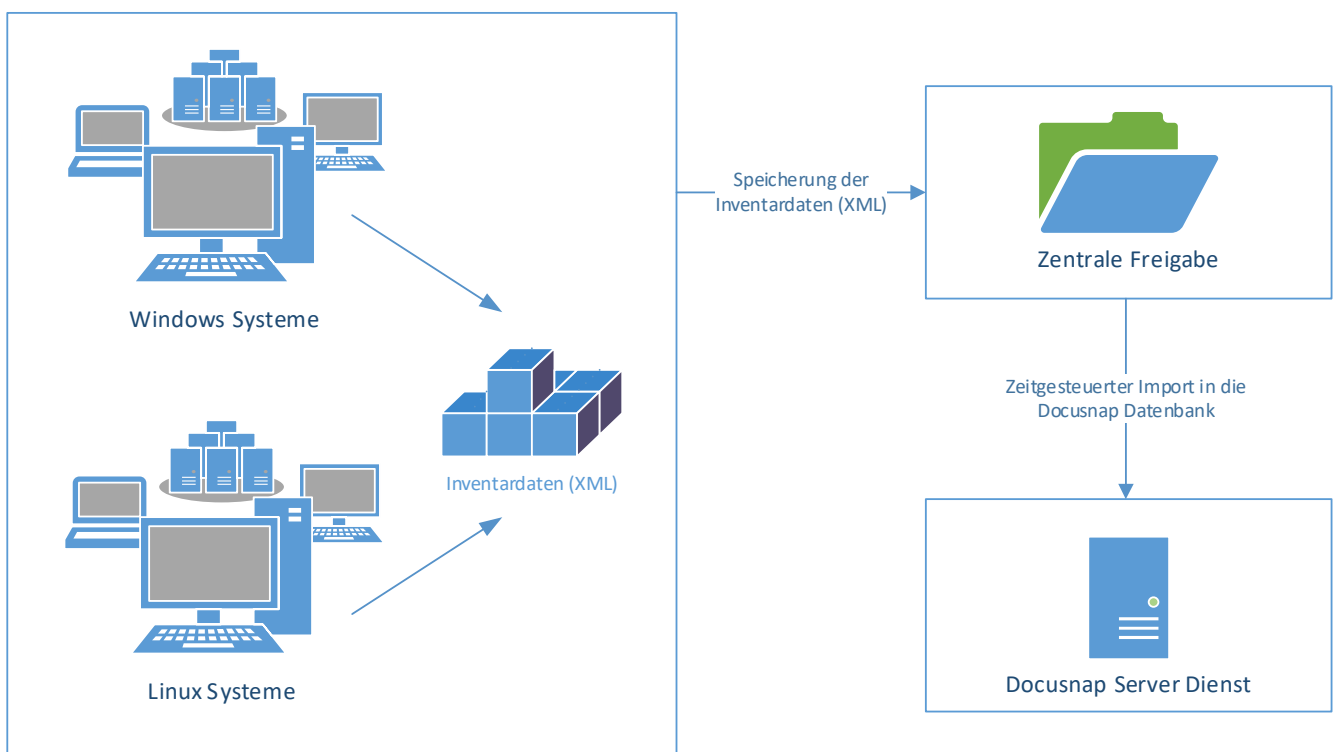 Windows Systeme
Inventardaten (XML)
Linux Systeme
Speicherung der
Inventardaten (XML)
Zentrale Freigabe
Zeitgesteuerter Import in die
Docusnap Datenbank
Docusnap Server Dienst